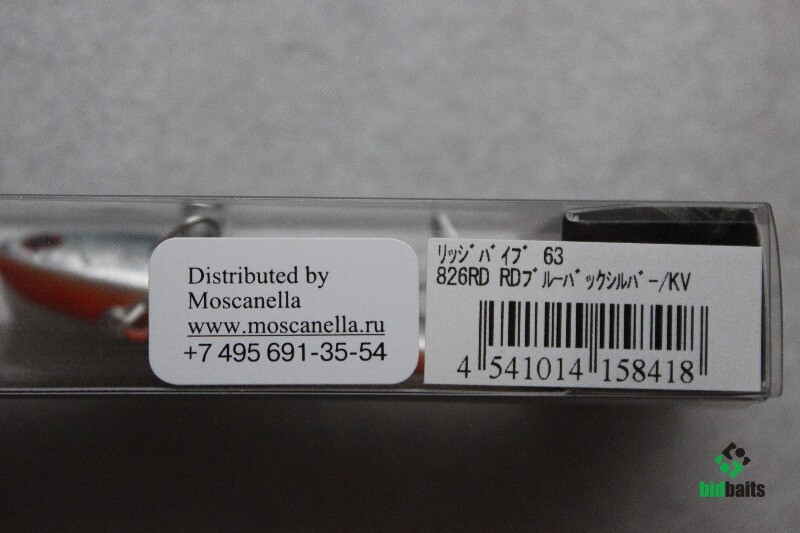 Distributed by
Moscanella
www.moscanella.ru
+7 495 691-35-54
ﾘｯｼﾞﾊﾞｲﾌﾞ 63
826RD RDﾌﾞﾙｰﾊﾞｯｸｼﾙﾊﾞｰ/KV
4 541014 158418
bidbaits